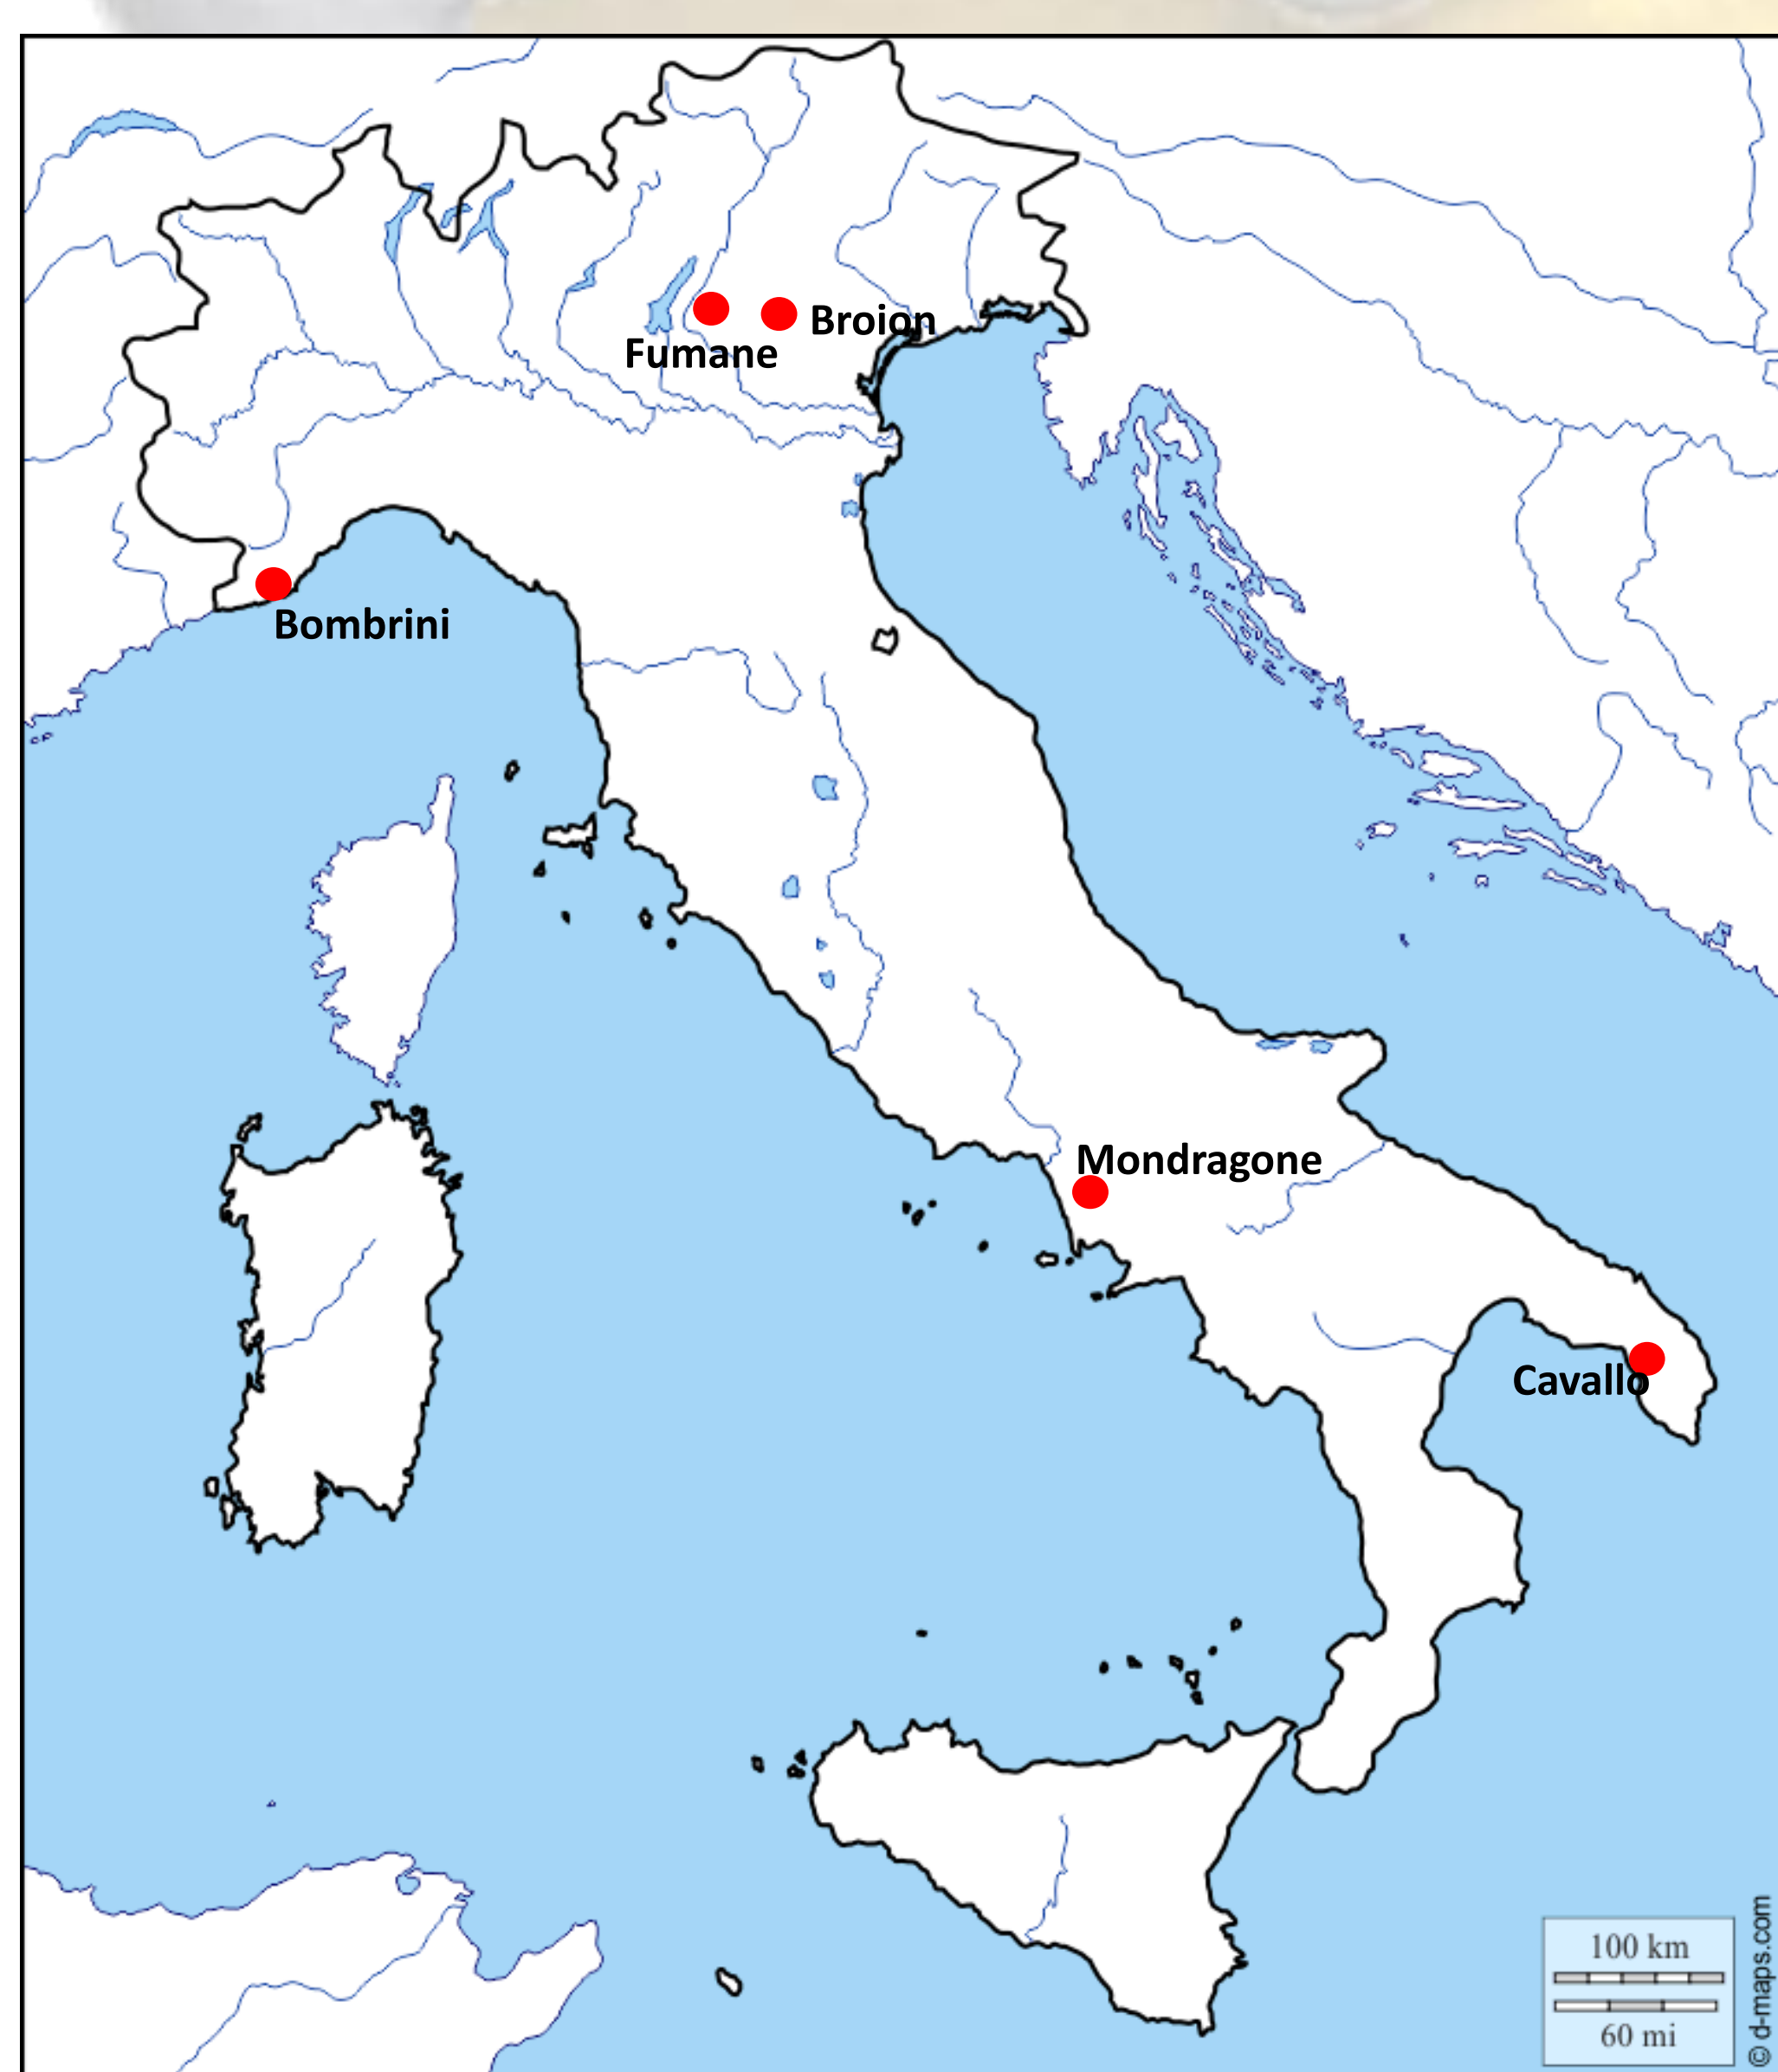 Broion
Fumane
Bombrini
Mondragone
Cavallo
100 km
60 mi
© d-maps.com